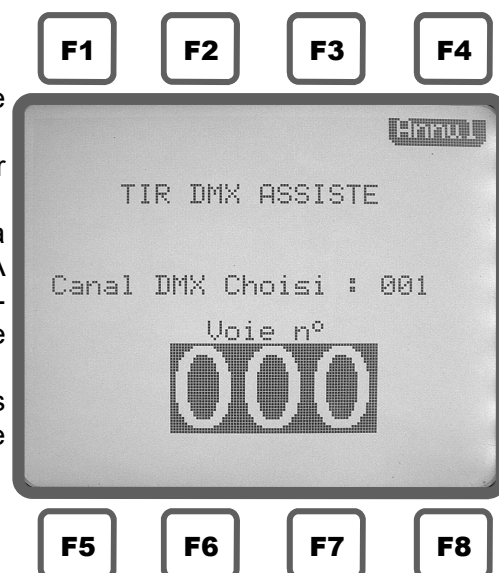 F1 F2 F3 F4
e
Annul
r
TIR DMX ASSISTE
a
A
Canal DMX Choisi : 001
-
Voie n°
e
000
s
e
F5 F6 F7 F8